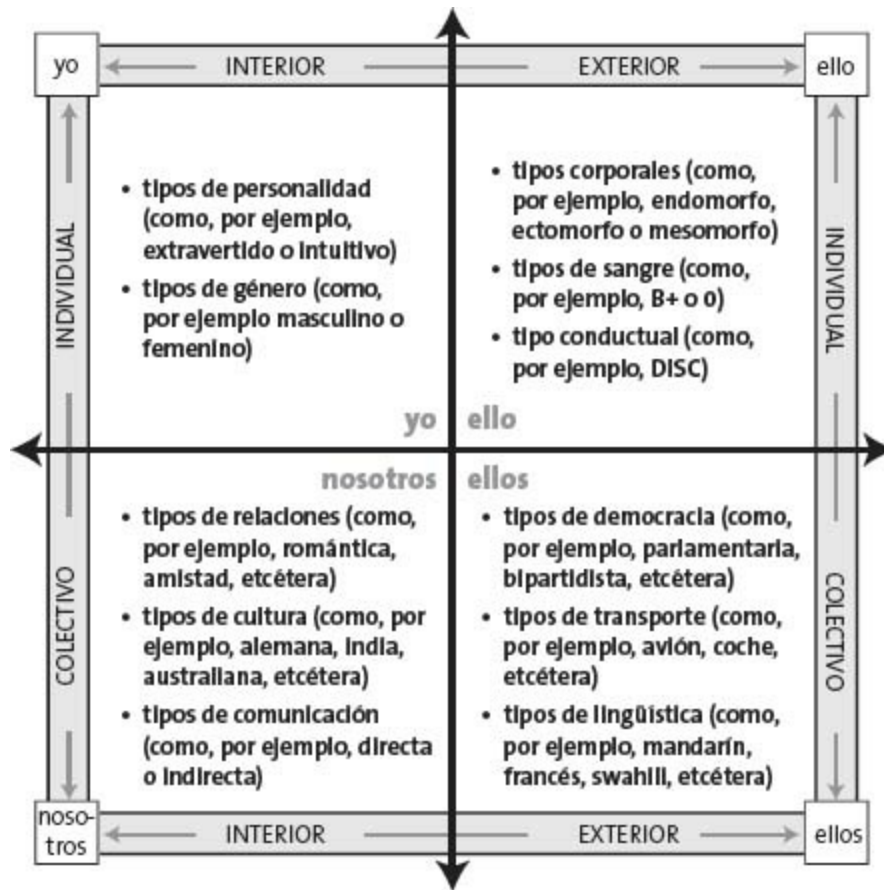 yo
INTERIOR
EXTERIOR
ello
INDIVIDUAL
• tipos de personalidad
(como, por ejemplo,
extravertido o intuitivo)
• tipos de género (como,
por ejemplo masculino o
femenino)
yo
• tipos corporales (como,
por ejemplo, endomorfo,
ectomorfo o mesomorfo)
• tipos de sangre (como,
por ejemplo, B+ o 0)
• tipo conductual (como,
por ejemplo, DISC)
ello
INDIVIDUAL
COLECTIVO
nosotros
• tipos de relaciones (como,
por ejemplo, romántica,
amistad, etcétera)
• tipos de cultura (como, por
ejemplo, alemana, india,
australiana, etcétera)
• tipos de comunicación
(como, por ejemplo, directa
o indirecta)
ellos
• tipos de democracia (como,
por ejemplo, parlamentaria,
bipartidista, etcétera)
• tipos de transporte (como,
por ejemplo, avión, coche,
etcétera)
• tipos de lingüística (como,
por ejemplo, mandarín,
francés, swahili, etcétera)
COLECTIVO
noso-
tros
INTERIOR
EXTERIOR
ellos